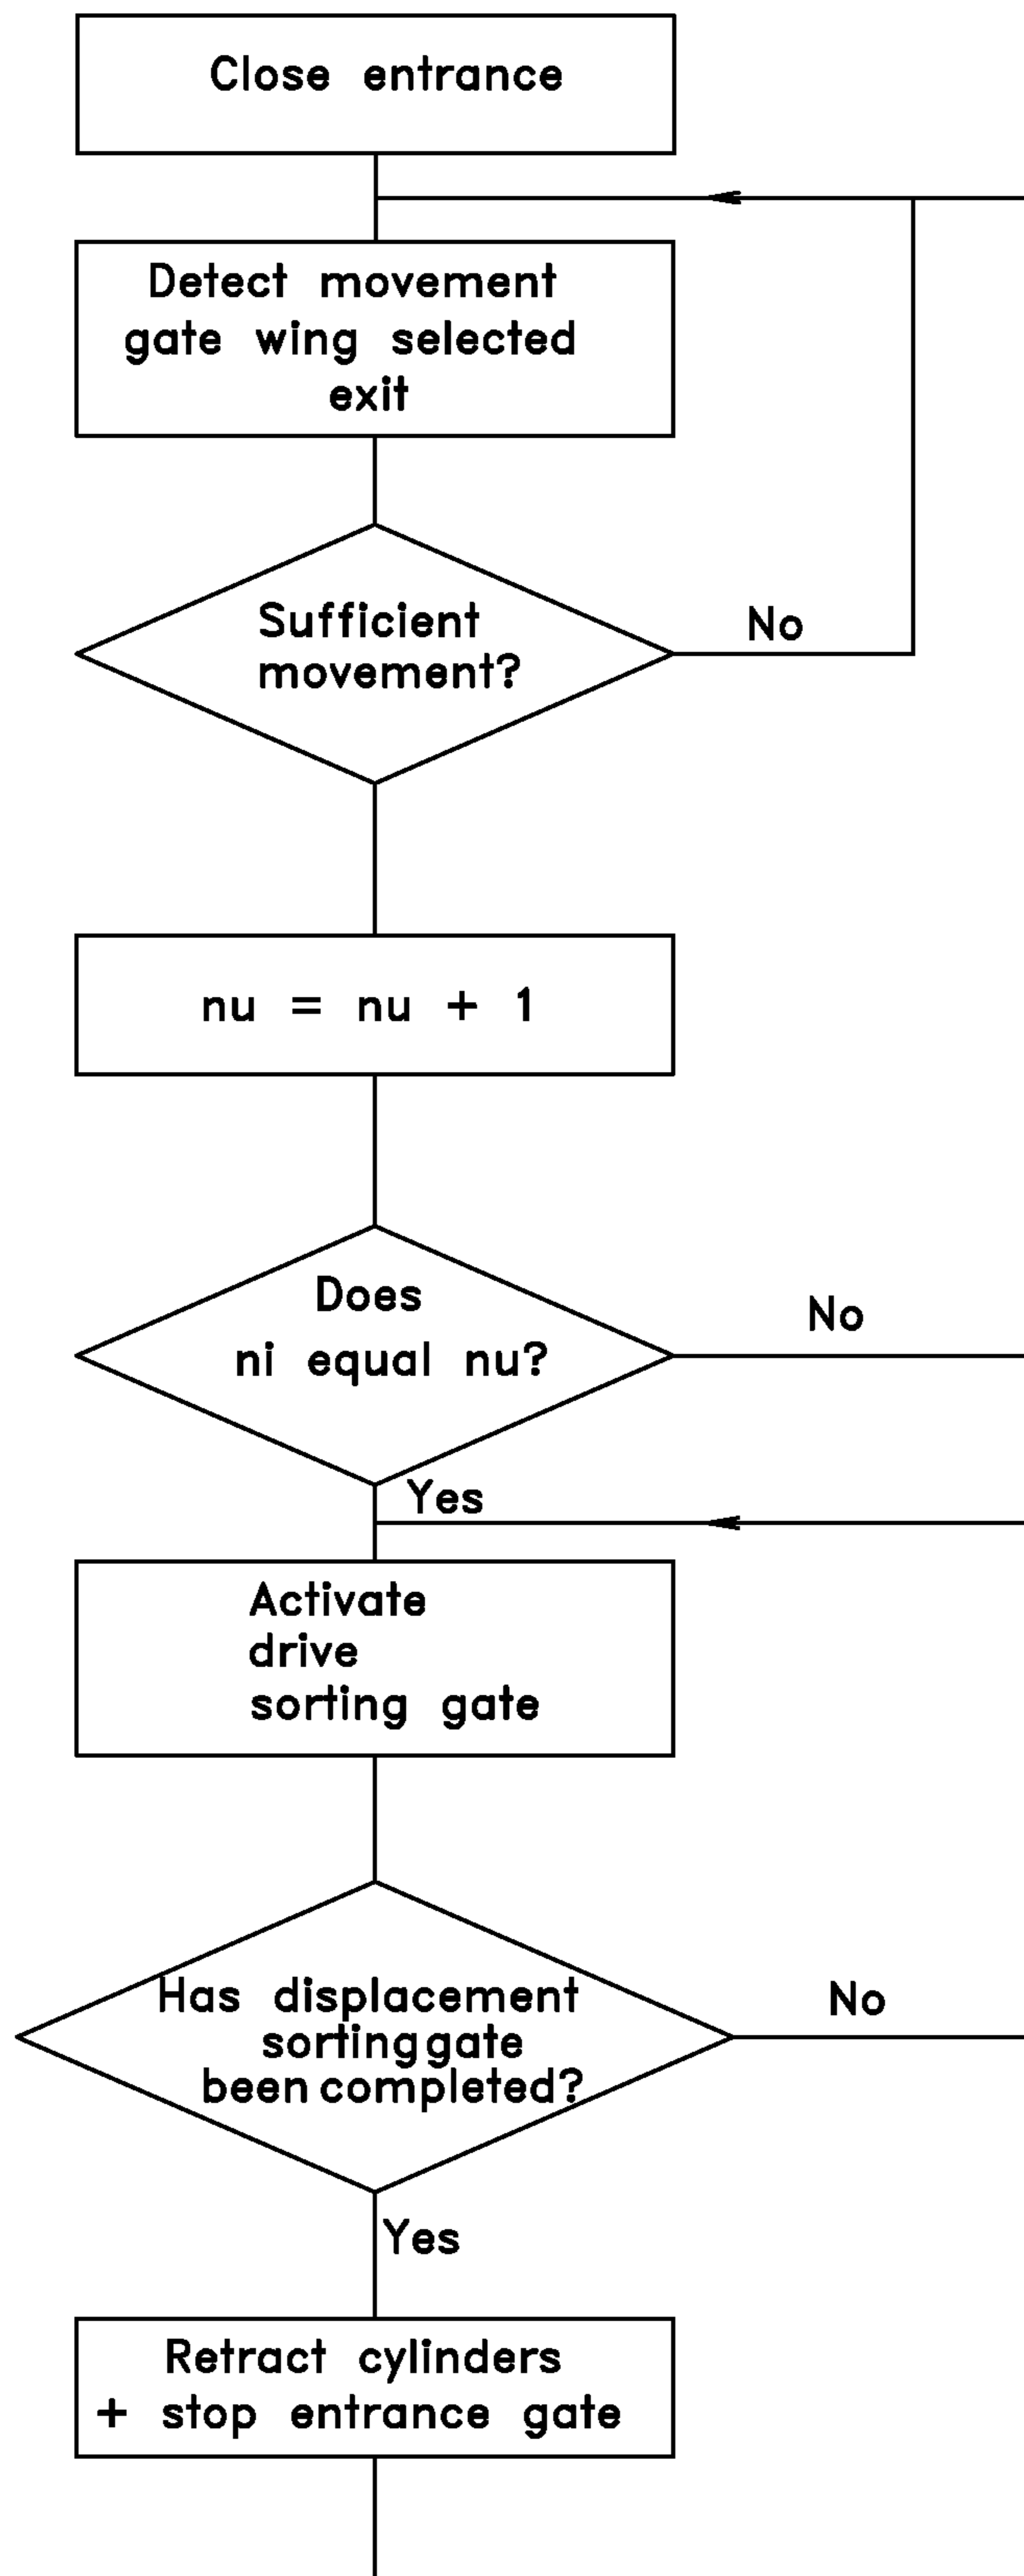 Close entrance
Detect movement
gate wing selected
exit
Sufficient
movement?
No
nu = nu + 1
Does
ni equal nu?
No
Yes
Activate
drive
sorting gate
Has displacement
sorting gate
been completed?
No
Yes
Retract cylinders
+ stop entrance gate